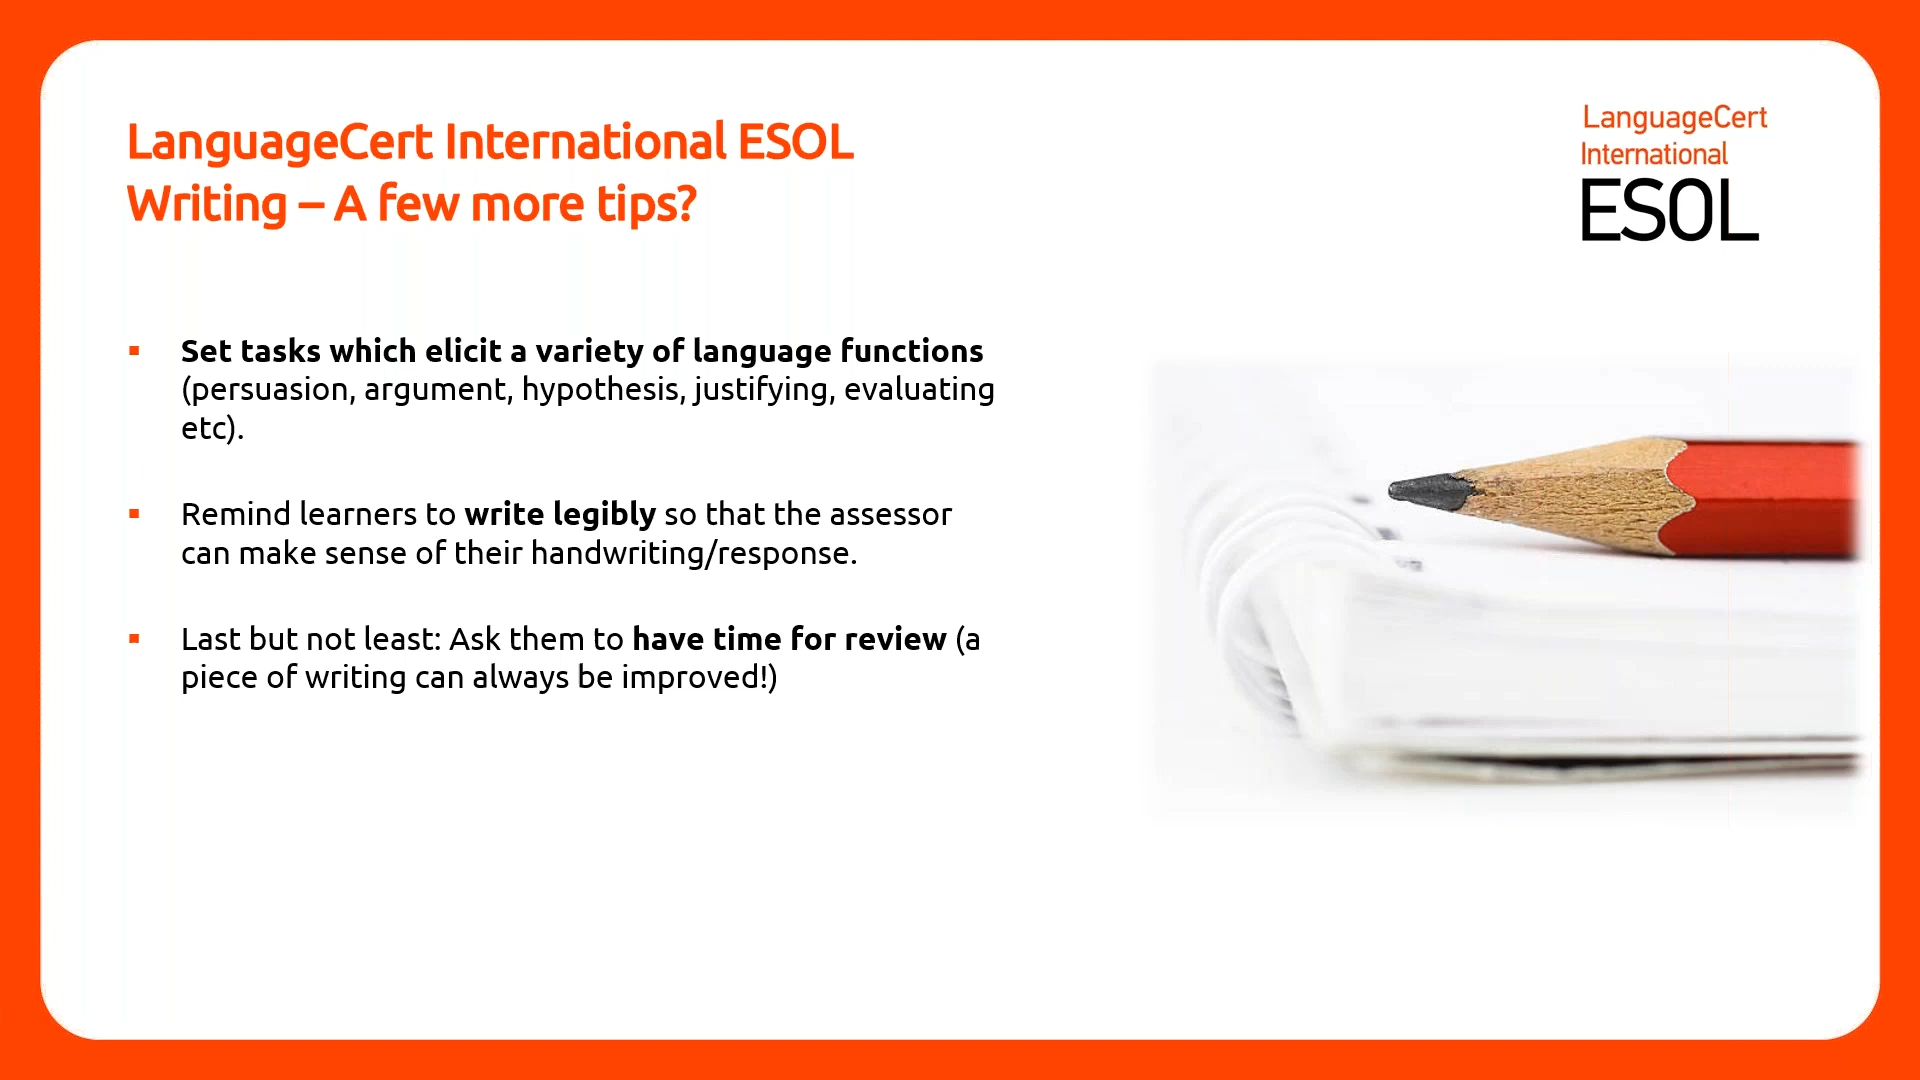 LanguageCert International ESOL
Writing – A few more tips?
LanguageCert
International
ESOL
▪ Set tasks which elicit a variety of language functions
(persuasion, argument, hypothesis, justifying, evaluating
etc).
▪ Remind learners to write legibly so that the assessor
can make sense of their handwriting/response.
▪ Last but not least: Ask them to have time for review (a
piece of writing can always be improved!)